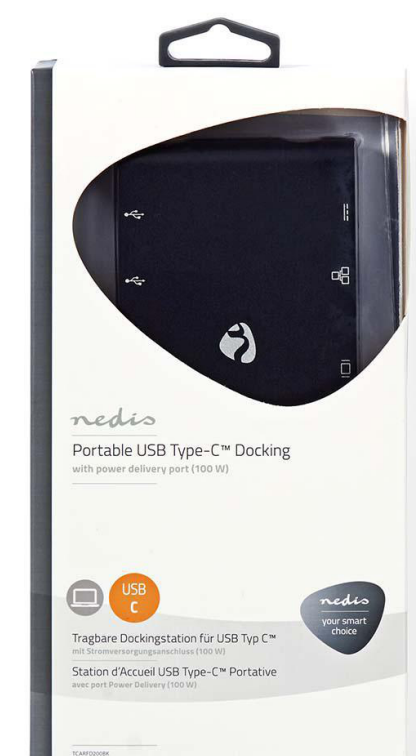 nedis
Portable USB Type-C™ Docking
with power delivery port (100 W)
USB
C
nedis
your smart
choice
Tragbare Dockingstation für USB Typ C™
mit Stromversorgungsanschluss (100 W)
Station d'Accueil USB Type-C™ Portative
avec port Power Delivery (100 W)
TCARFD200BK